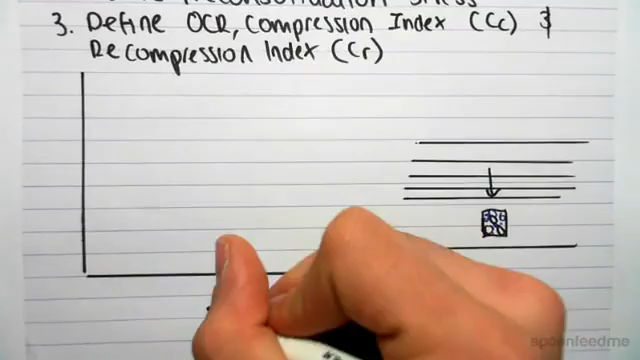 3. Define OCR, Compression Index (Cc) &
Recompression Index (Cr)
spoonfeedme